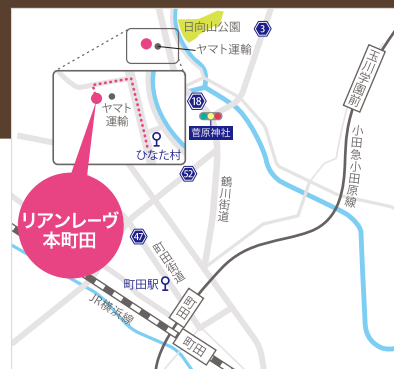 日向山公園
3
ヤマト運輸
玉川学園前
ヤマト
運輸
18
菅原神社
ひなた村
小田急小田原線
52
鶴川街道
リアンレーヴ
本町田
47
町田街道
町田駅
町田
JR横浜線
町田